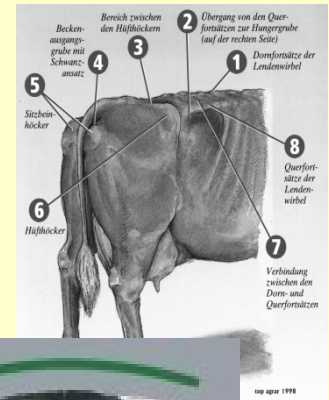 Becken-
ausgangs-
grube mit
Schwanz-
ansatz
4
Bereich zwischen
den Hüfthöckern
3
2
Übergang von den Quer-
fortsätzen zur Hungergrube
(auf der rechten Seite)
1
Dornfortsätze der
Lendenwirbel
5
Sitzbein-
höcker
8
Querfort-
sätze der
Lenden-
wirbel
6
Hüfthöcker
7
Verbindung
zwischen den
Dorn- und
Querfortsätzen
top agrar 1998